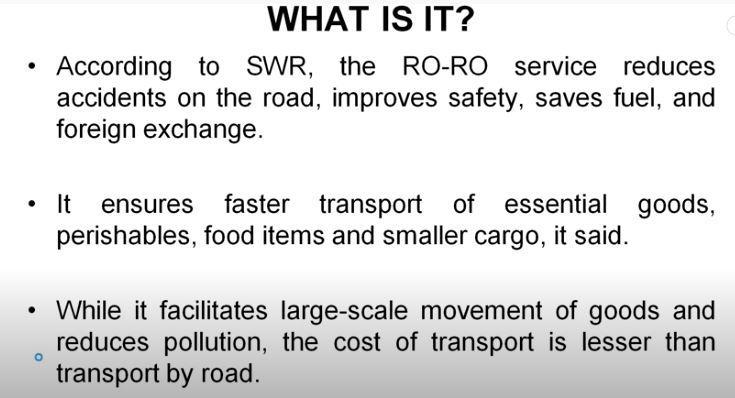 WHAT IS IT?
• According to SWR, the RO-RO service reduces
accidents on the road, improves safety, saves fuel, and
foreign exchange.
• It ensures faster transport of essential goods,
perishables, food items and smaller cargo, it said.
• While it facilitates large-scale movement of goods and
reduces pollution, the cost of transport is lesser than
transport by road.